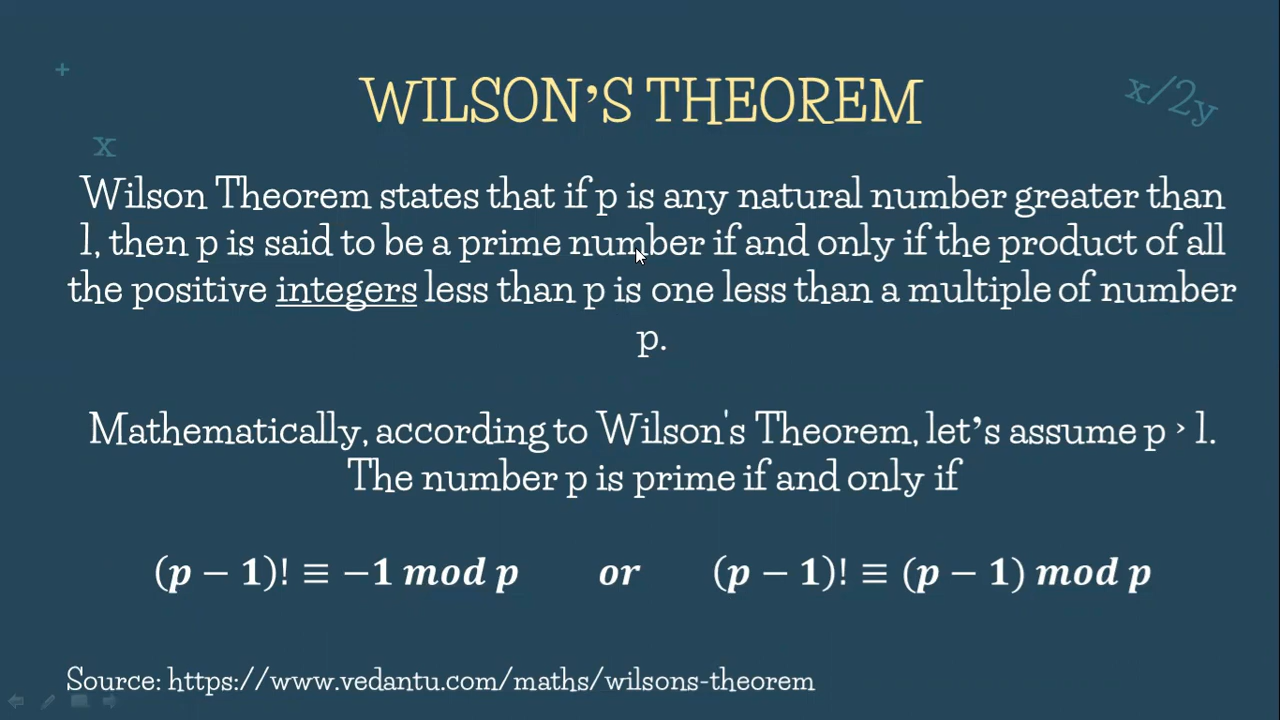 +
x/2y
WILSON’S THEOREM
x
Wilson Theorem states that if p is any natural number greater than
1, then p is said to be a prime number if and only if the product of all
the positive integers less than p is one less than a multiple of number
p.
Mathematically, according to Wilson's Theorem, let’s assume p > 1.
The number p is prime if and only if
(p − 1)! ≡ −1 mod p or (p − 1)! ≡ (p − 1) mod p
Source: https://www.vedantu.com/maths/wilsons-theorem